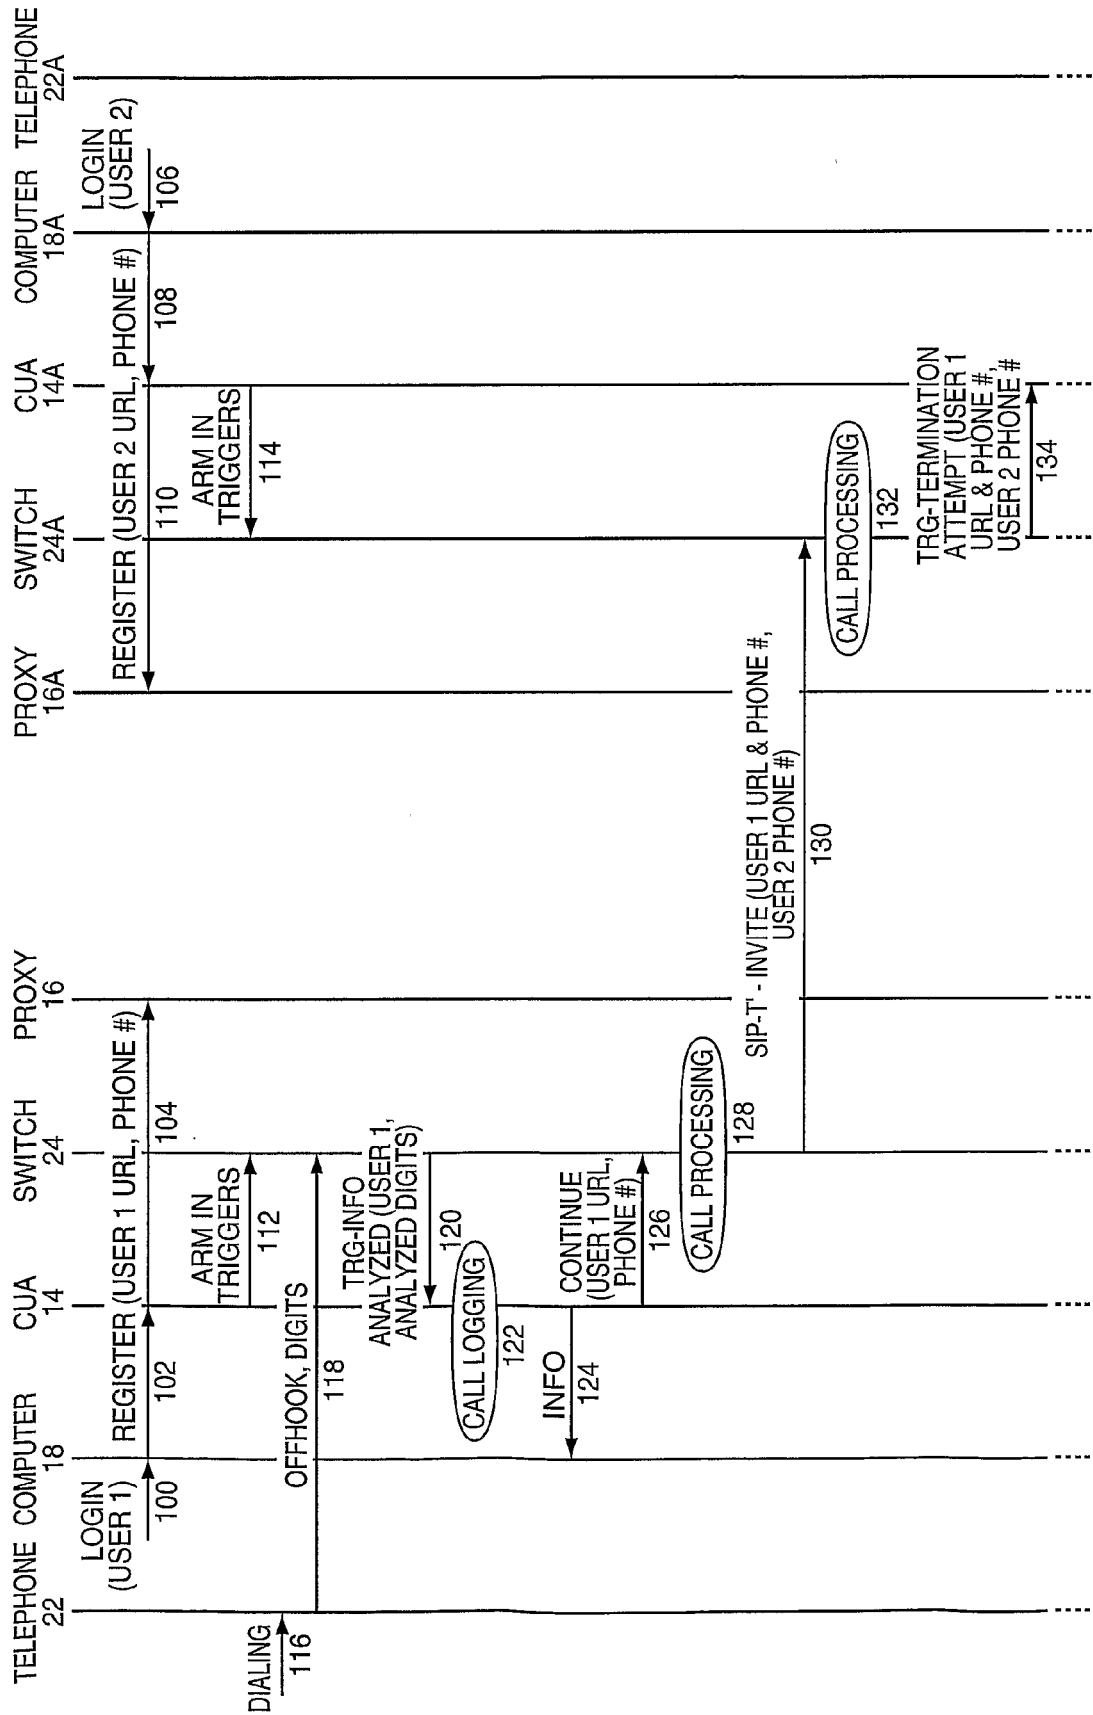 TELEPHONE COMPUTER CUA SWITCH PROXY PROXY SWITCH CUA COMPUTER TELEPHONE
22 18 14 24 16 16A 24A 14A 18A 22A
LOGIN
(USER 1)
100
REGISTER (USER 1 URL, PHONE #)
102
104
LOGIN
(USER 2)
106
REGISTER (USER 2 URL, PHONE #)
108
110
ARM IN
TRIGGERS
112
ARM IN
TRIGGERS
114
DIALING
116
OFFHOOK, DIGITS
118
TRG-INFO
ANALYZED (USER 1,
ANALYZED DIGITS)
120
CALL LOGGING
122
INFO
124
CONTINUE
(USER 1 URL,
PHONE #)
126
CALL PROCESSING
128
SIP-T' - INVITE (USER 1 URL & PHONE #,
USER 2 PHONE #)
130
CALL PROCESSING
132
TRG-TERMINATION
ATTEMPT (USER 1
URL & PHONE #,
USER 2 PHONE #
134